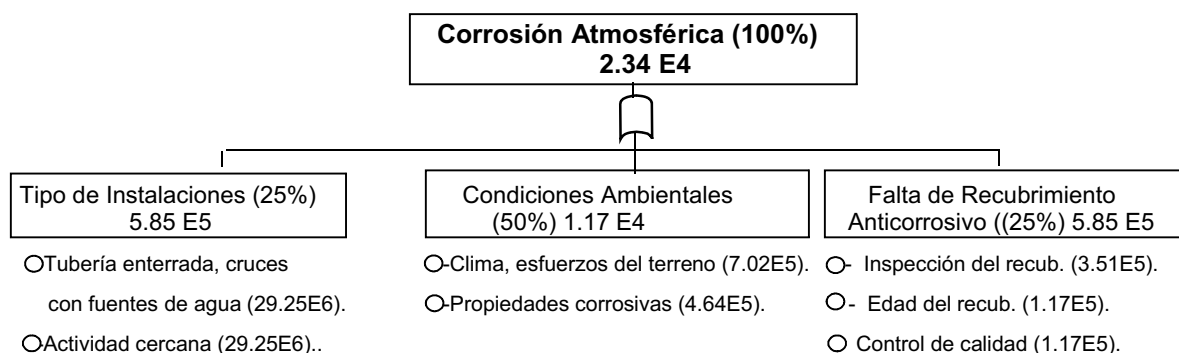 Corrosión Atmosférica (100%)
2.34 E4
Tipo de Instalaciones (25%)
5.85 E5
Tubería enterrada, cruces
con fuentes de agua (29.25E6).
Actividad cercana (29.25E6)..
Condiciones Ambientales
(50%) 1.17 E4
-Clima, esfuerzos del terreno (7.02E5).
-Propiedades corrosivas (4.64E5).
Falta de Recubrimiento
Anticorrosivo ((25%) 5.85 E5
- Inspección del recub. (3.51E5).
- Edad del recub. (1.17E5).
Control de calidad (1.17E5).